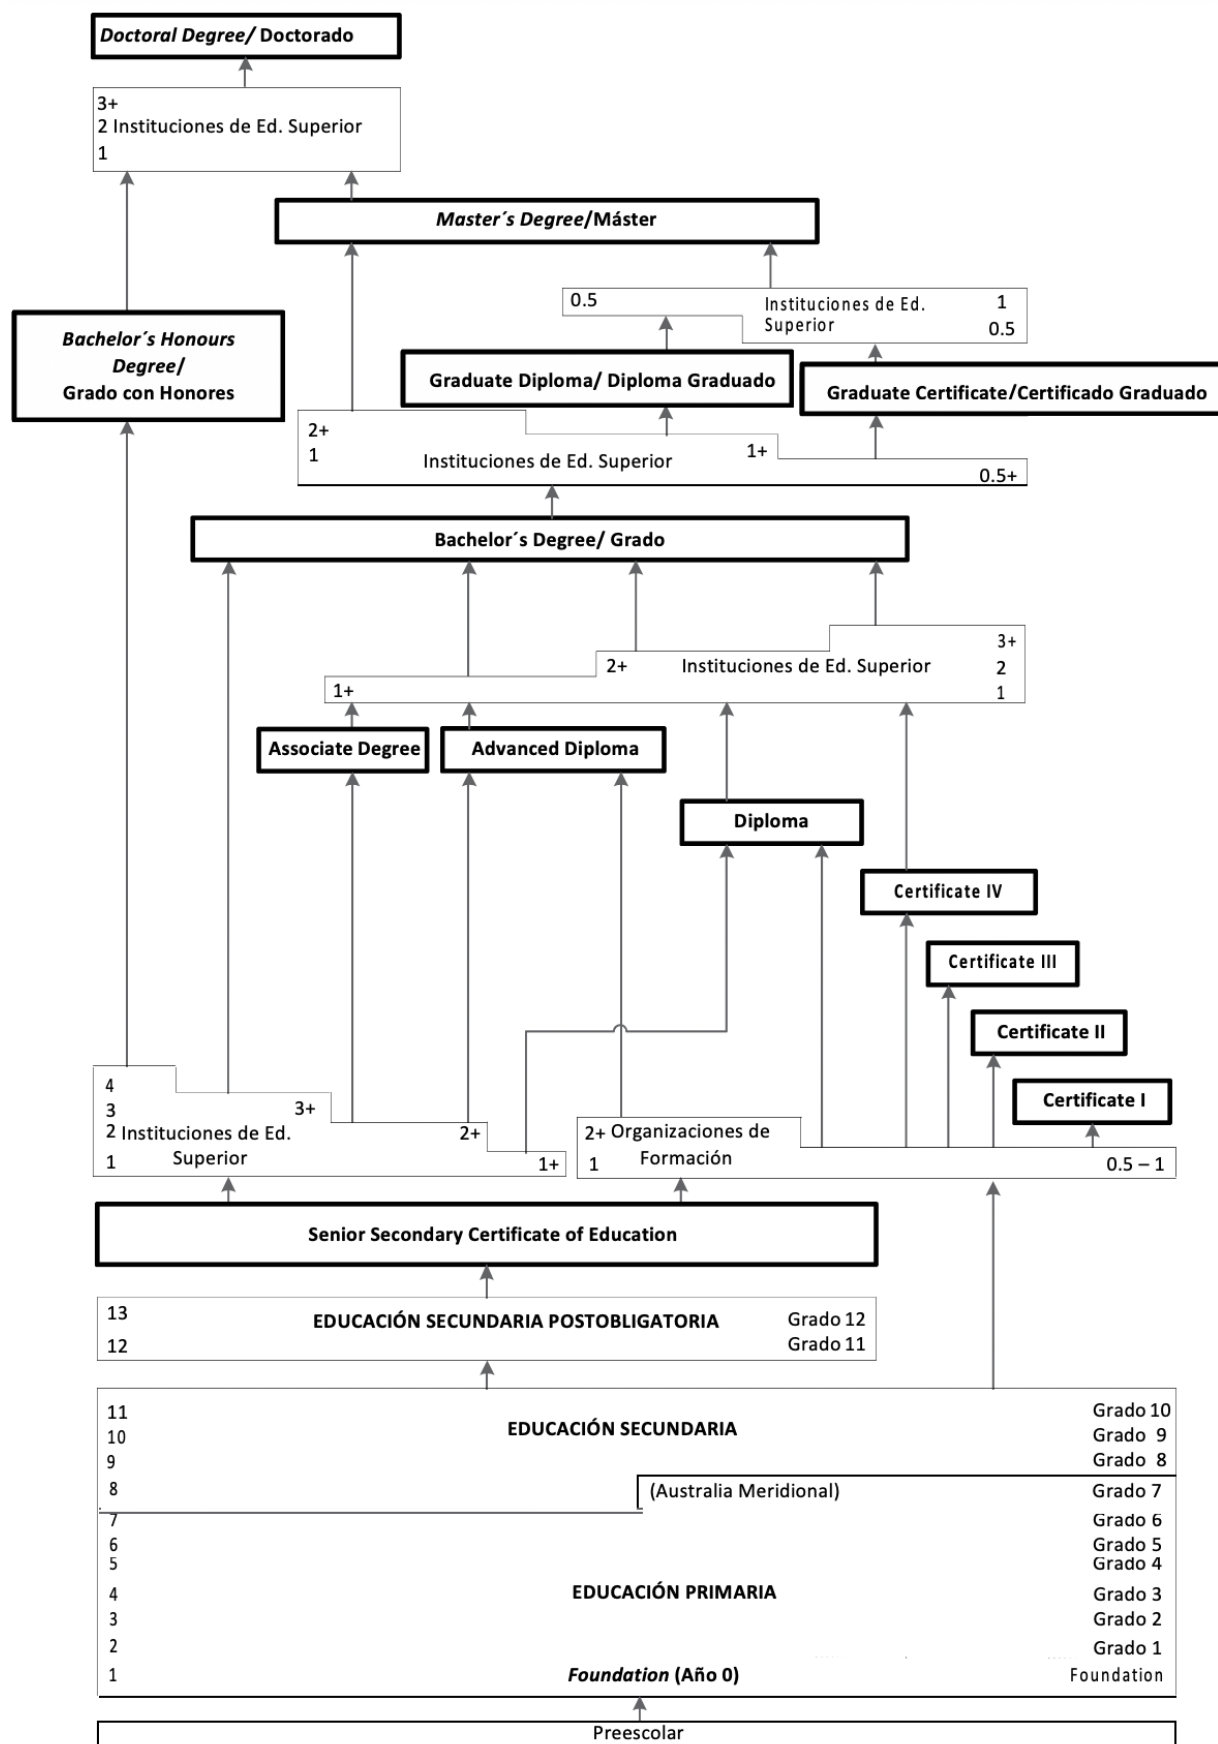 Doctoral Degree/ Doctorado
3+
2 Instituciones de Ed. Superior
1
Master´s Degree/Máster
0.5
Instituciones de Ed.
Superior
1
0.5
Bachelor´s Honours
Degree/
Grado con Honores
Graduate Diploma/ Diploma Graduado
Graduate Certificate/Certificado Graduado
2+
1
Instituciones de Ed. Superior
1+
0.5+
Bachelor´s Degree/ Grado
1+
2+
Instituciones de Ed. Superior
3+
2
1
Associate Degree
Advanced Diploma
Diploma
Certificate IV
Certificate III
Certificate II
Certificate I
4
3
2 Instituciones de Ed.
Superior
1
3+
2+
1+
2+ Organizaciones de
Formación
1
0.5 – 1
Senior Secondary Certificate of Education
13
EDUCACIÓN SECUNDARIA POSTOBLIGATORIA
Grado 12
12
Grado 11
11
Grado 10
EDUCACIÓN SECUNDARIA
10
Grado 9
9
Grado 8
8
(Australia Meridional)
Grado 7
7
Grado 6
6
Grado 5
5
Grado 4
4
EDUCACIÓN PRIMARIA
Grado 3
3
Grado 2
2
Grado 1
1
Foundation (Año 0)
Foundation
Preescolar